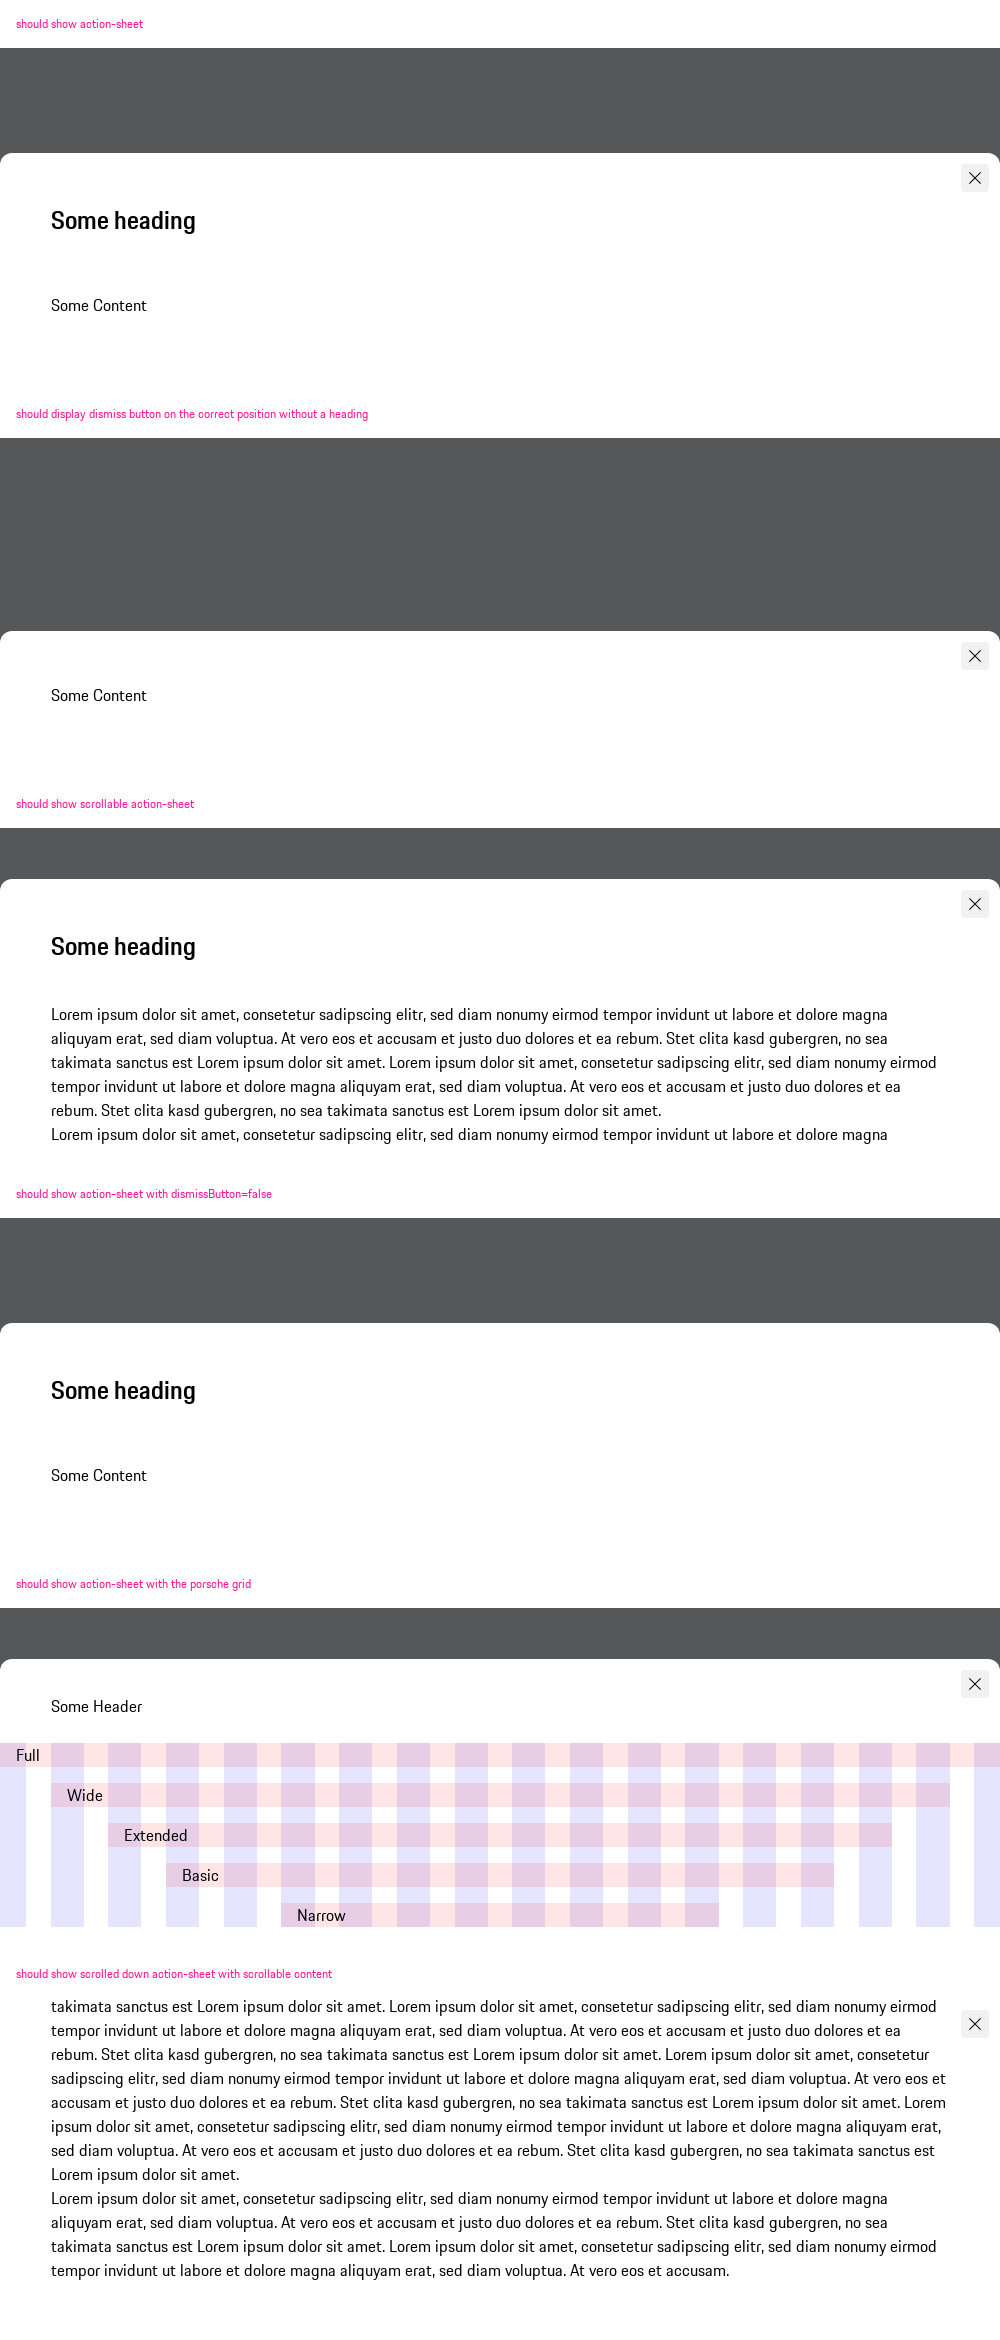 should show action-sheet
Some heading
Some Content
should display dismiss button on the correct position without a heading
Some Content
should show scrollable action-sheet
Some heading
Lorem ipsum dolor sit amet, consetetur sadipscing elitr, sed diam nonumy eirmod tempor invidunt ut labore et dolore magna
aliquyam erat, sed diam voluptua. At vero eos et accusam et justo duo dolores et ea rebum. Stet clita kasd gubergren, no sea
takimata sanctus est Lorem ipsum dolor sit amet. Lorem ipsum dolor sit amet, consetetur sadipscing elitr, sed diam nonumy eirmod
tempor invidunt ut labore et dolore magna aliquyam erat, sed diam voluptua. At vero eos et accusam et justo duo dolores et ea
rebum. Stet clita kasd gubergren, no sea takimata sanctus est Lorem ipsum dolor sit amet.
Lorem ipsum dolor sit amet, consetetur sadipscing elitr, sed diam nonumy eirmod tempor invidunt ut labore et dolore magna
should show action-sheet with dismissButton=false
Some heading
Some Content
should show action-sheet with the porsche grid
Some Header
Full
Wide
Extended
Basic
Narrow
should show scrolled down action-sheet with scrollable content
takimata sanctus est Lorem ipsum dolor sit amet. Lorem ipsum dolor sit amet, consetetur sadipscing elitr, sed diam nonumy eirmod
tempor invidunt ut labore et dolore magna aliquyam erat, sed diam voluptua. At vero eos et accusam et justo duo dolores et ea
rebum. Stet clita kasd gubergren, no sea takimata sanctus est Lorem ipsum dolor sit amet. Lorem ipsum dolor sit amet, consetetur
sadipscing elitr, sed diam nonumy eirmod tempor invidunt ut labore et dolore magna aliquyam erat, sed diam voluptua. At vero eos et
accusam et justo duo dolores et ea rebum. Stet clita kasd gubergren, no sea takimata sanctus est Lorem ipsum dolor sit amet. Lorem
ipsum dolor sit amet, consetetur sadipscing elitr, sed diam nonumy eirmod tempor invidunt ut labore et dolore magna aliquyam erat,
sed diam voluptua. At vero eos et accusam et justo duo dolores et ea rebum. Stet clita kasd gubergren, no sea takimata sanctus est
Lorem ipsum dolor sit amet.
Lorem ipsum dolor sit amet, consetetur sadipscing elitr, sed diam nonumy eirmod tempor invidunt ut labore et dolore magna
aliquyam erat, sed diam voluptua. At vero eos et accusam et justo duo dolores et ea rebum. Stet clita kasd gubergren, no sea
takimata sanctus est Lorem ipsum dolor sit amet. Lorem ipsum dolor sit amet, consetetur sadipscing elitr, sed diam nonumy eirmod
tempor invidunt ut labore et dolore magna aliquyam erat, sed diam voluptua. At vero eos et accusam.